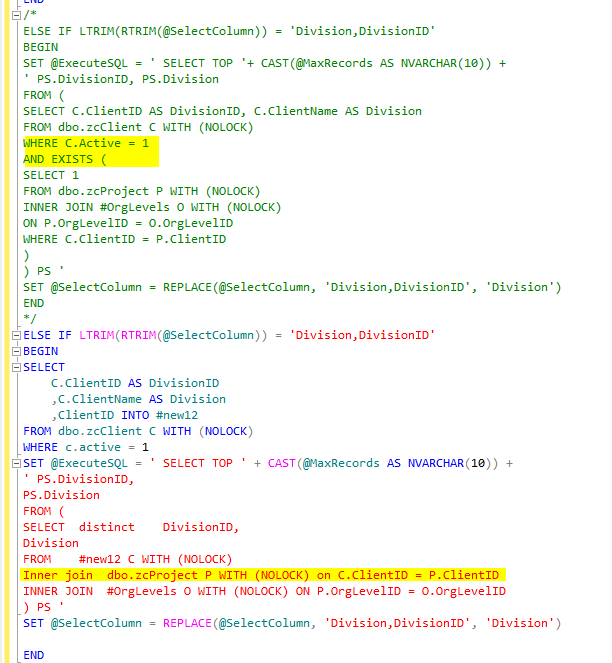 END
/*
ELSE IF LTRIM(RTRIM(@SelectColumn)) = 'Division,DivisionID'
BEGIN
SET @ExecuteSQL = ' SELECT TOP '+ CAST(@MaxRecords AS NVARCHAR(10)) +
' PS.DivisionID, PS.Division
FROM (
SELECT C.ClientID AS DivisionID, C.ClientName AS Division
FROM dbo.zcClient C WITH (NOLOCK)
WHERE C.Active = 1
AND EXISTS (
SELECT 1
FROM dbo.zcProject P WITH (NOLOCK)
INNER JOIN #OrgLevels O WITH (NOLOCK)
ON P.OrgLevelID = O.OrgLevelID
WHERE C.ClientID = P.ClientID
)
) PS '
SET @SelectColumn = REPLACE(@SelectColumn, 'Division,DivisionID', 'Division')
END
*/
ELSE IF LTRIM(RTRIM(@SelectColumn)) = 'Division,DivisionID'
BEGIN
SELECT
C.ClientID AS DivisionID
,C.ClientName AS Division
,ClientID INTO #new12
FROM dbo.zcClient C WITH (NOLOCK)
WHERE c.active = 1
SET @ExecuteSQL = ' SELECT TOP ' + CAST(@MaxRecords AS NVARCHAR(10)) +
' PS.DivisionID,
PS.Division
FROM (
SELECT distinct DivisionID,
Division
FROM #new12 C WITH (NOLOCK)
Inner join dbo.zcProject P WITH (NOLOCK) on C.ClientID = P.ClientID
INNER JOIN #OrgLevels O WITH (NOLOCK) ON P.OrgLevelID = O.OrgLevelID
) PS '
SET @SelectColumn = REPLACE(@SelectColumn, 'Division,DivisionID', 'Division')
END